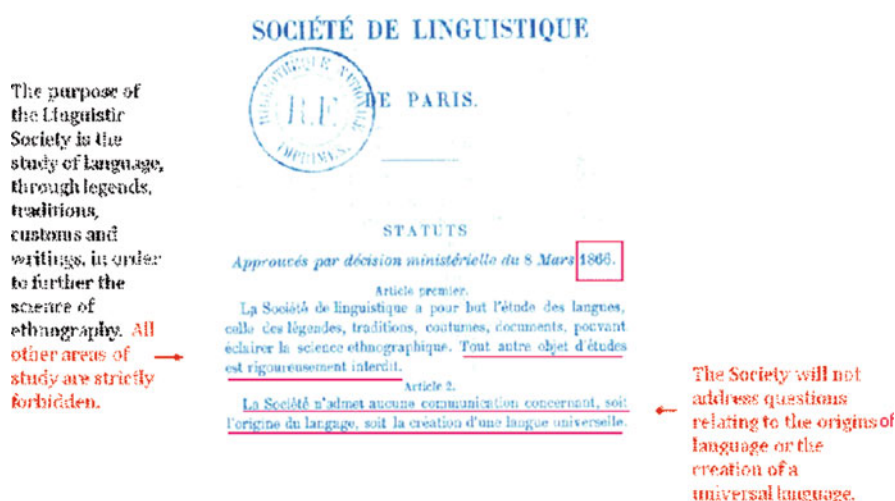 SOCIÉTÉ DE LINGUISTIQUE
DE PARIS.
BIBLIOTHÈQUE NATIONALE
R.F.
IMPRIMÉS.
The purpose of
the Linguistic
Society is the
study of language,
through legends,
traditions,
customs and
writings, in order
to further the
science of
ethnography. All
other areas of
study are strictly
forbidden.
STATUTS
Approuvés par décision ministérielle du 8 Mars 1866.
Article premier.
La Société de linguistique a pour but l'étude des langues,
celle des légendes, traditions, coutumes, documents, pouvant
éclairer la science ethnographique. Tout autre objet d'études
est rigoureusement interdit.
Article 2.
La Société n'admet aucune communication concernant, soit
l'origine du langage, soit la création d'une langue universelle.
The Society will not
address questions
relating to the origins of
language or the
creation of a
universal language.